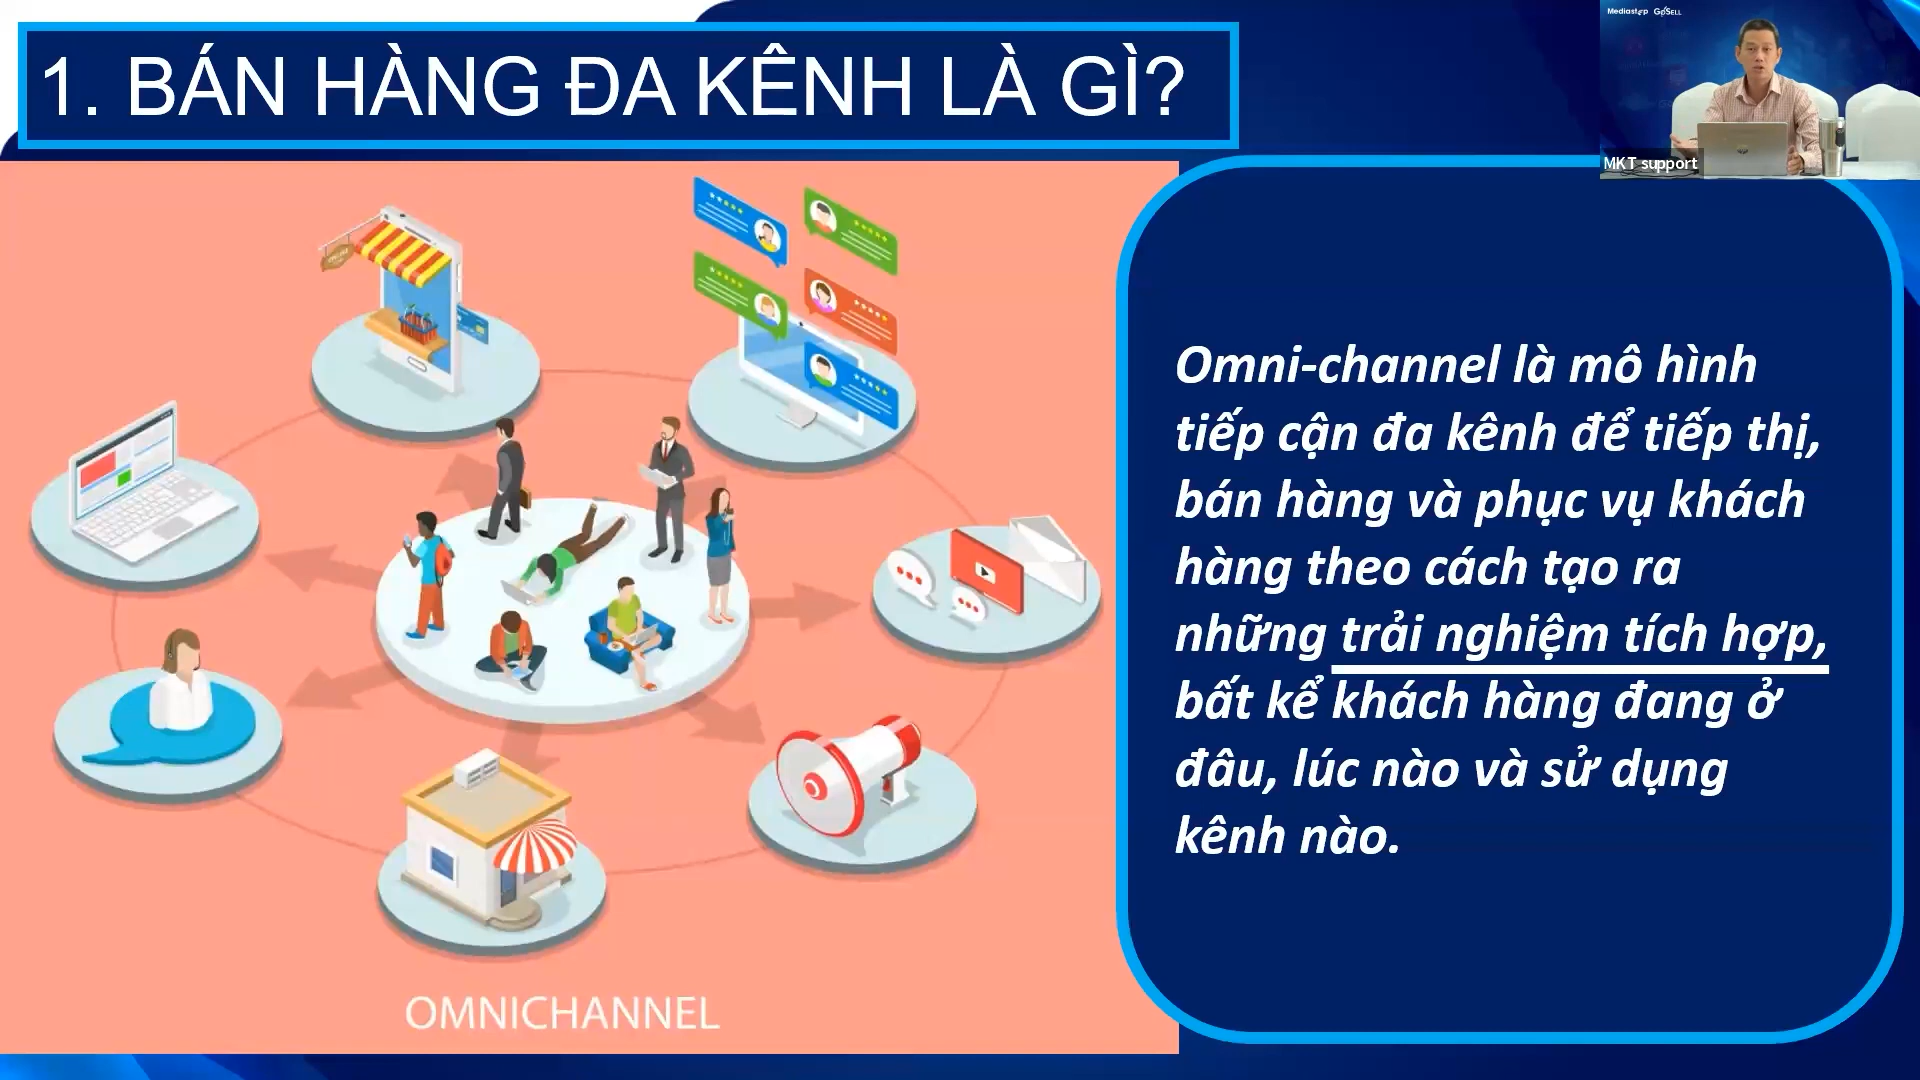 1. BÁN HÀNG ĐA KÊNH LÀ GÌ?
Mediastep GoSELL
MKT support
Omni-channel là mô hình
tiếp cận đa kênh để tiếp thị,
bán hàng và phục vụ khách
hàng theo cách tạo ra
những trải nghiệm tích hợp,
bất kể khách hàng đang ở
đâu, lúc nào và sử dụng
kênh nào.
OMNICHANNEL